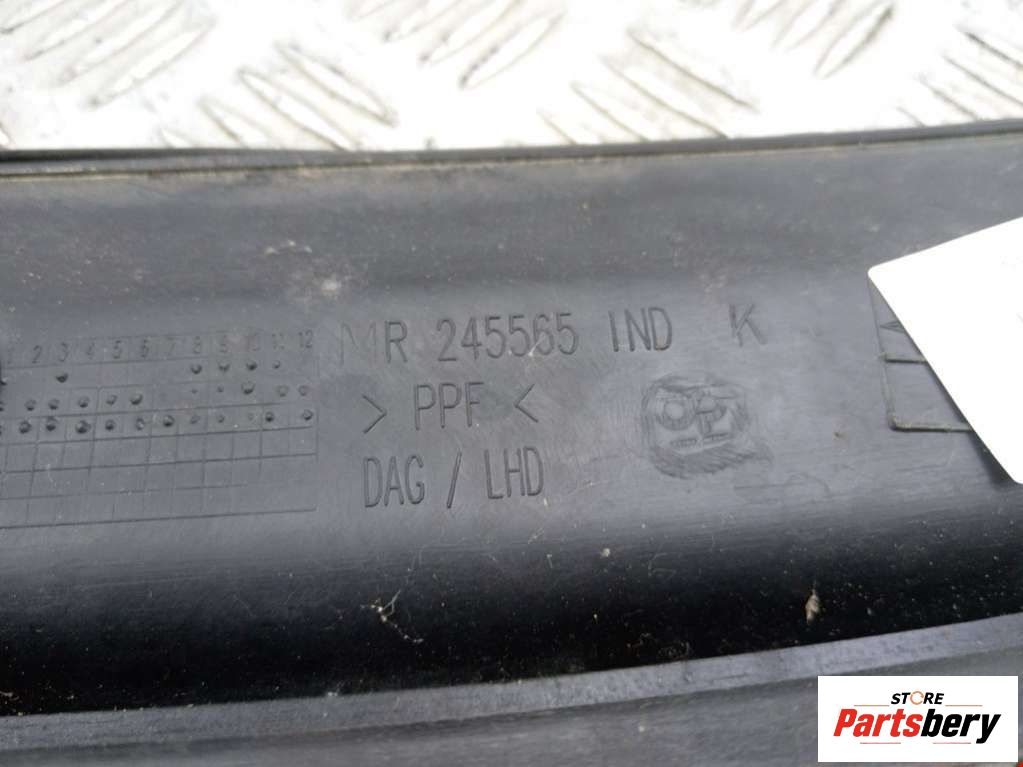 MR 245565 IND K
1 2 3 4 5 6 7 8 9 10 11 12
> PPF <
DAG / LHD
STORE
Partsbery